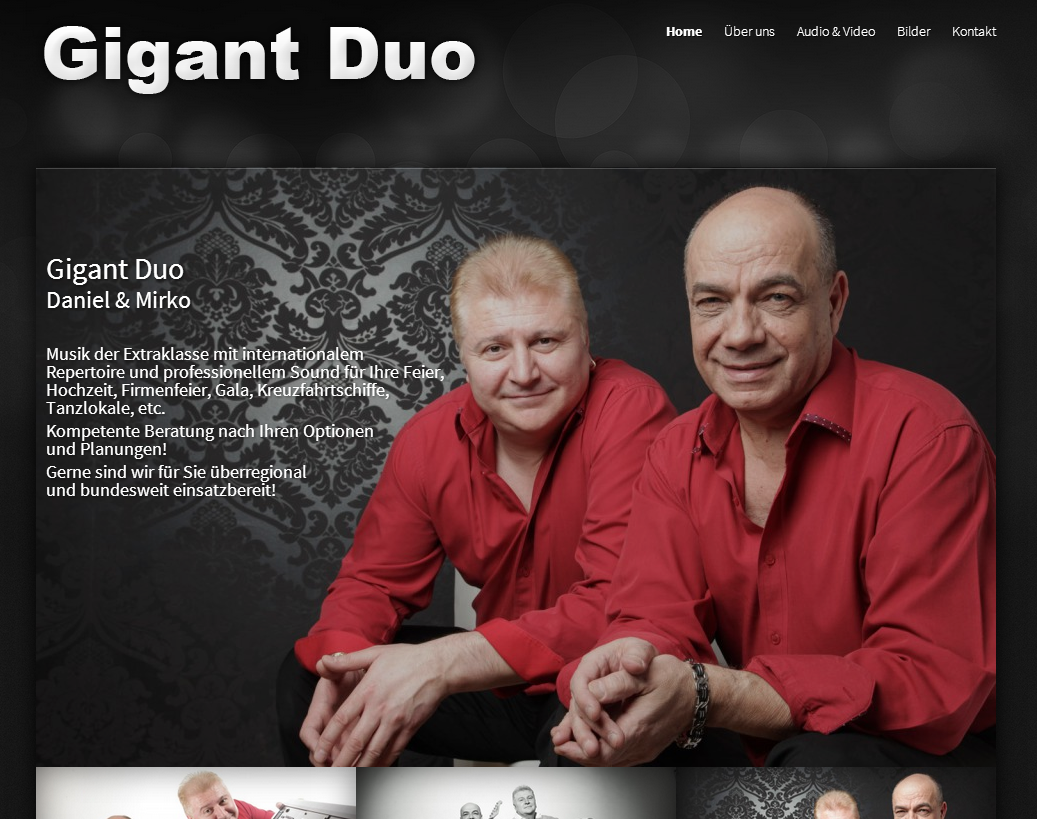 Gigant Duo
Home Über uns Audio & Video Bilder Kontakt
Gigant Duo
Daniel & Mirko
Musik der Extraklasse mit internationalem
Repertoire und professionellem Sound für Ihre Feier,
Hochzeit, Firmenfeier, Gala, Kreuzfahrtschiffe,
Tanzlokale, etc.
Kompetente Beratung nach Ihren Optionen
und Planungen!
Gerne sind wir für Sie überregional
und bundesweit einsatzbereit!